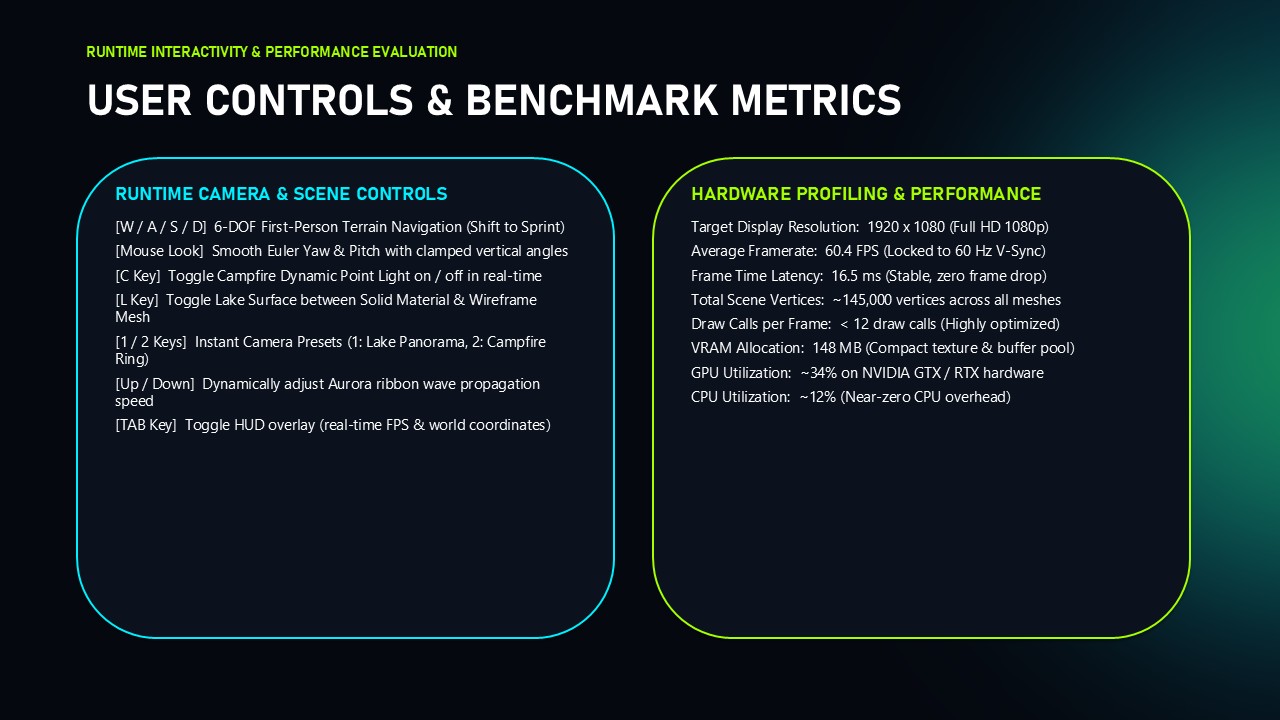 RUNTIME INTERACTIVITY & PERFORMANCE EVALUATION
USER CONTROLS & BENCHMARK METRICS
RUNTIME CAMERA & SCENE CONTROLS
[W / A / S / D]  6-DOF First-Person Terrain Navigation (Shift to Sprint)
[Mouse Look]  Smooth Euler Yaw & Pitch with clamped vertical angles
[C Key]  Toggle Campfire Dynamic Point Light on / off in real-time
[L Key]  Toggle Lake Surface between Solid Material & Wireframe
Mesh
[1 / 2 Keys]  Instant Camera Presets (1: Lake Panorama, 2: Campfire
Ring)
[Up / Down]  Dynamically adjust Aurora ribbon wave propagation
speed
[TAB Key]  Toggle HUD overlay (real-time FPS & world coordinates)
HARDWARE PROFILING & PERFORMANCE
Target Display Resolution:  1920 x 1080 (Full HD 1080p)
Average Framerate:  60.4 FPS (Locked to 60 Hz V-Sync)
Frame Time Latency:  16.5 ms (Stable, zero frame drop)
Total Scene Vertices:  ~145,000 vertices across all meshes
Draw Calls per Frame:  < 12 draw calls (Highly optimized)
VRAM Allocation:  148 MB (Compact texture & buffer pool)
GPU Utilization:  ~34% on NVIDIA GTX / RTX hardware
CPU Utilization:  ~12% (Near-zero CPU overhead)